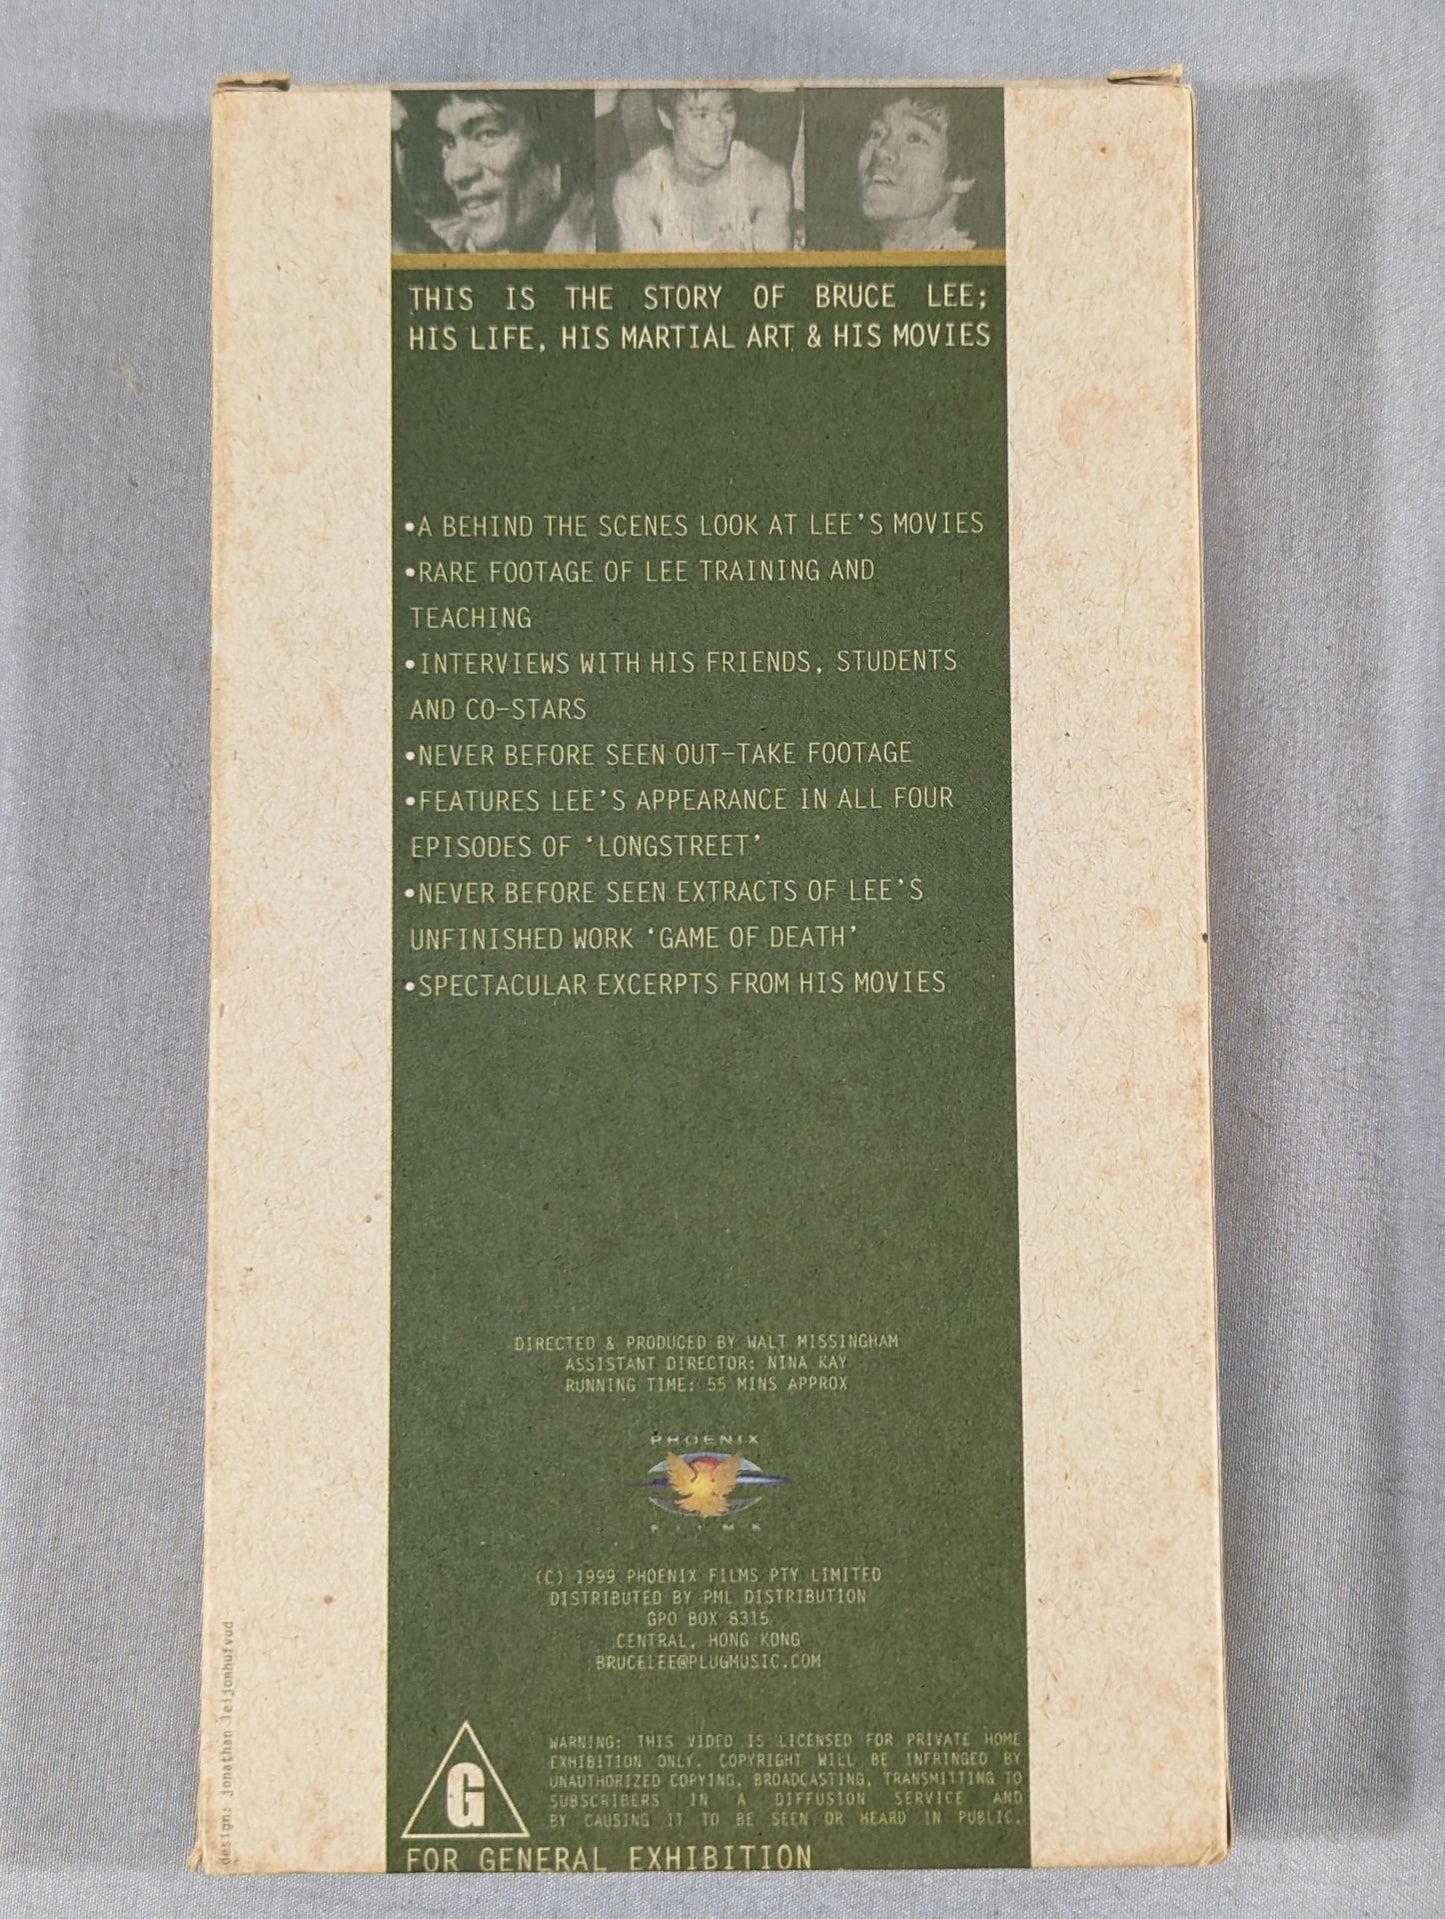 THIS IS THE STORY OF BRUCE LEE;
HIS LIFE, HIS MARTIAL ART & HIS MOVIES
•A BEHIND THE SCENES LOOK AT LEE'S MOVIES
•RARE FOOTAGE OF LEE TRAINING AND
TEACHING
•INTERVIEWS WITH HIS FRIENDS, STUDENTS
AND CO-STARS
•NEVER BEFORE SEEN OUT-TAKE FOOTAGE
•FEATURES LEE'S APPEARANCE IN ALL FOUR
EPISODES OF 'LONGSTREET'
•NEVER BEFORE SEEN EXTRACTS OF LEE'S
UNFINISHED WORK 'GAME OF DEATH'
•SPECTACULAR EXCERPTS FROM HIS MOVIES
DIRECTED & PRODUCED BY WALT MISSINGHAM
ASSISTANT DIRECTOR: NINA KAY
RUNNING TIME: 55 MINS APPROX
PHOENIX
FILMS
(C) 1999 PHOENIX FILMS PTY LIMITED
DISTRIBUTED BY PML DISTRIBUTION
GPO BOX 8315
CENTRAL, HONG KONG
BRUCELEE@PLUGMUSIC.COM
WARNING: THIS VIDEO IS LICENSED FOR PRIVATE HOME
EXHIBITION ONLY. COPYRIGHT WILL BE INFRINGED BY
UNAUTHORIZED COPYING, BROADCASTING, TRANSMITTING TO
SUBSCRIBERS IN A DIFFUSION SERVICE AND
BY CAUSING IT TO BE SEEN OR HEARD IN PUBLIC.
G
FOR GENERAL EXHIBITION
design: jonathan leijonhufvud